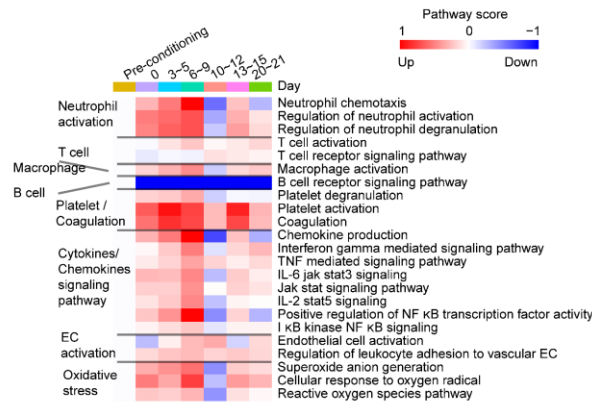 Pathway score
1 0 −1
Up Down
Pre-conditioning 0 3~5 6~9 10~12 13~15 20~21
Day
Neutrophil activation
Neutrophil chemotaxis
Regulation of neutrophil activation
Regulation of neutrophil degranulation
T cell
T cell activation
T cell receptor signaling pathway
Macrophage
Macrophage activation
B cell
B cell receptor signaling pathway
Platelet / Coagulation
Platelet degranulation
Platelet activation
Coagulation
Cytokines/ Chemokines signaling pathway
Chemokine production
Interferon gamma mediated signaling pathway
TNF mediated signaling pathway
IL-6 jak stat3 signaling
Jak stat signaling pathway
IL-2 stat5 signaling
Positive regulation of NF κB transcription factor activity
I κB kinase NF κB signaling
EC activation
Endothelial cell activation
Regulation of leukocyte adhesion to vascular EC
Oxidative stress
Superoxide anion generation
Cellular response to oxygen radical
Reactive oxygen species pathway